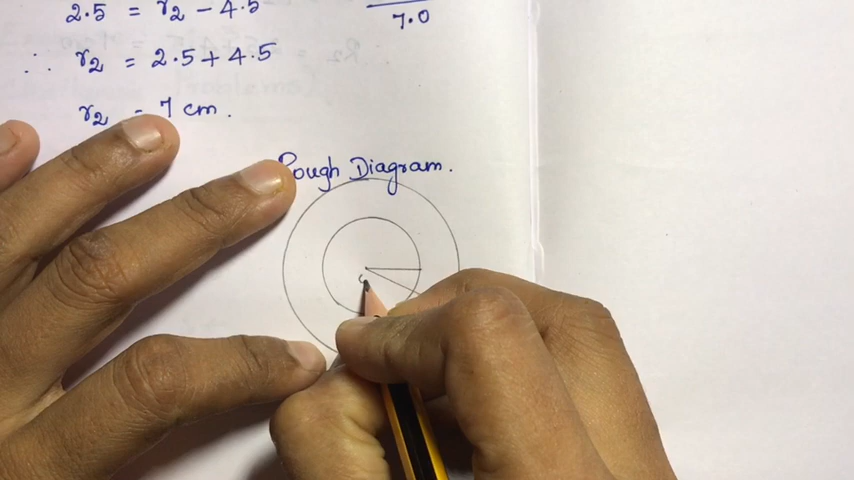 2.5 = r2 - 4.5
7.0
∴ r2 = 2.5 + 4.5
r2 = 7 cm.
Rough Diagram.